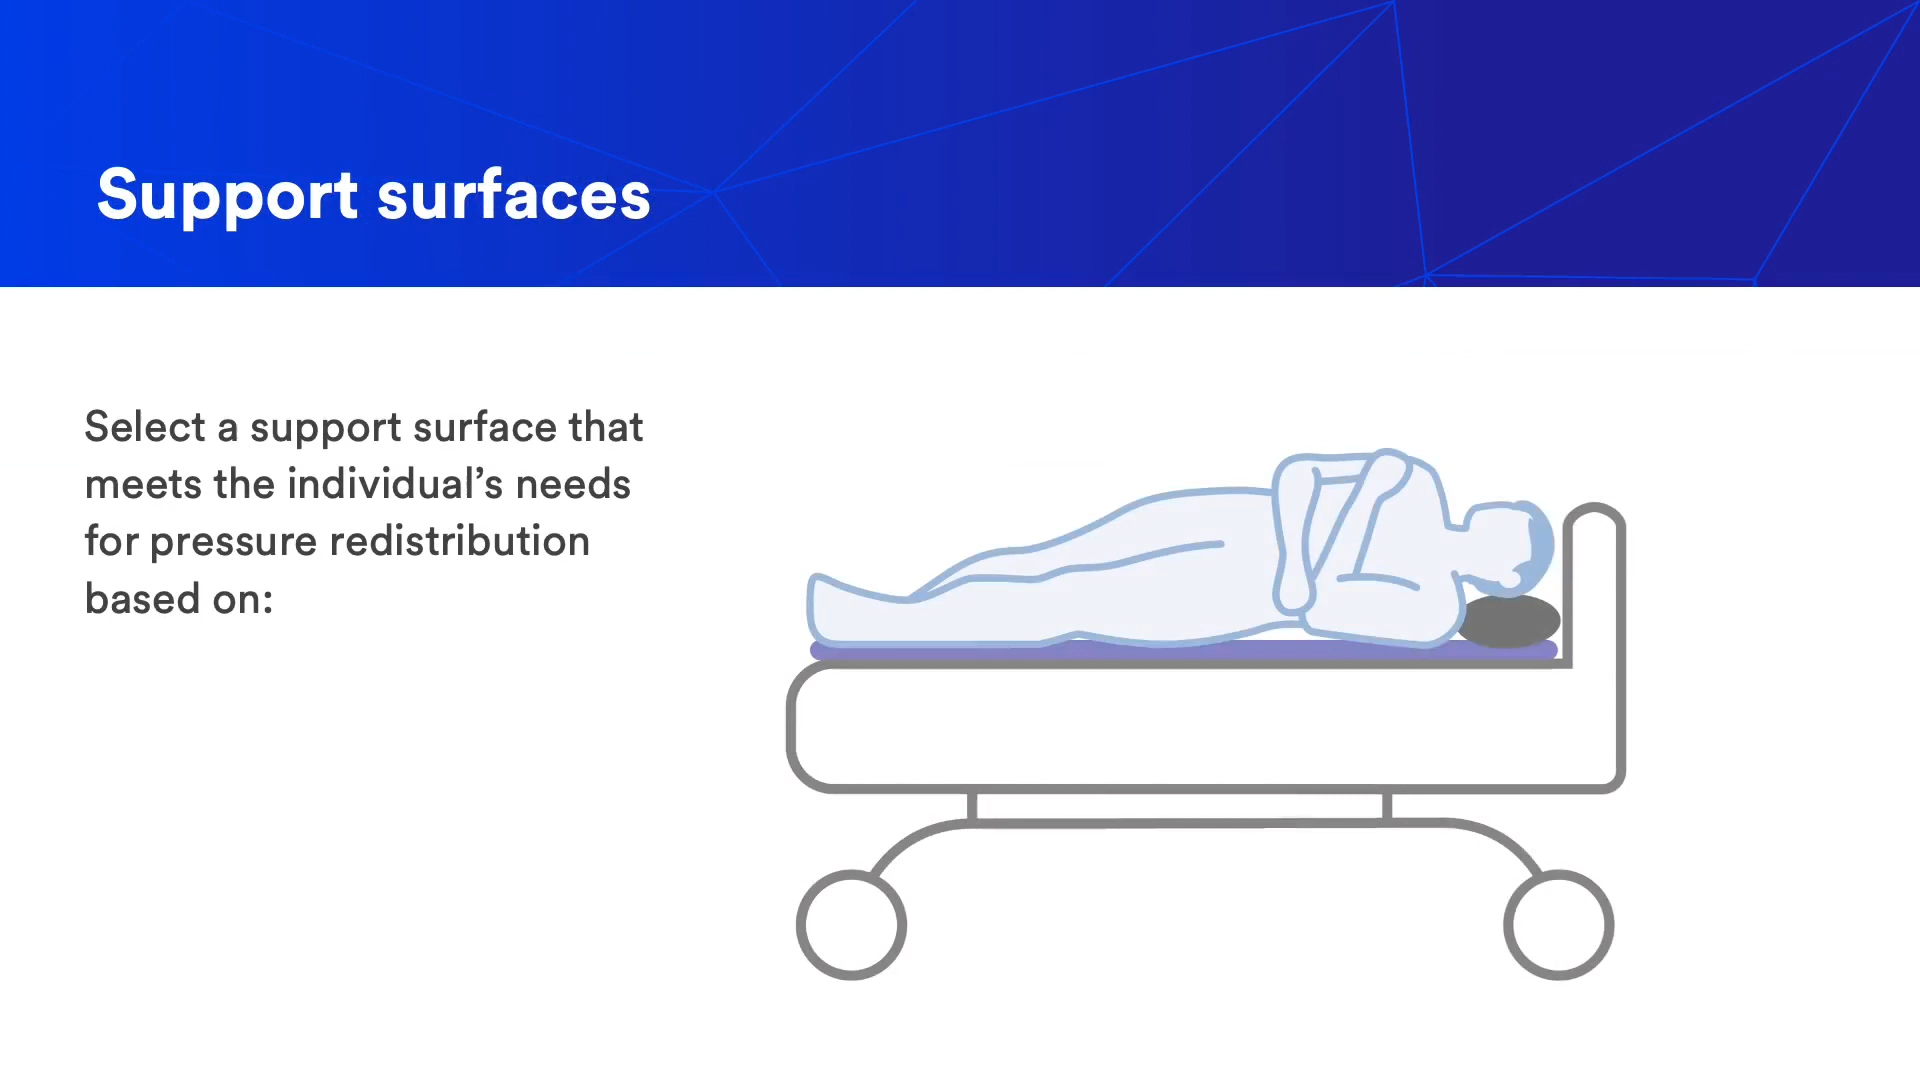 Support surfaces
Select a support surface that
meets the individual’s needs
for pressure redistribution
based on: